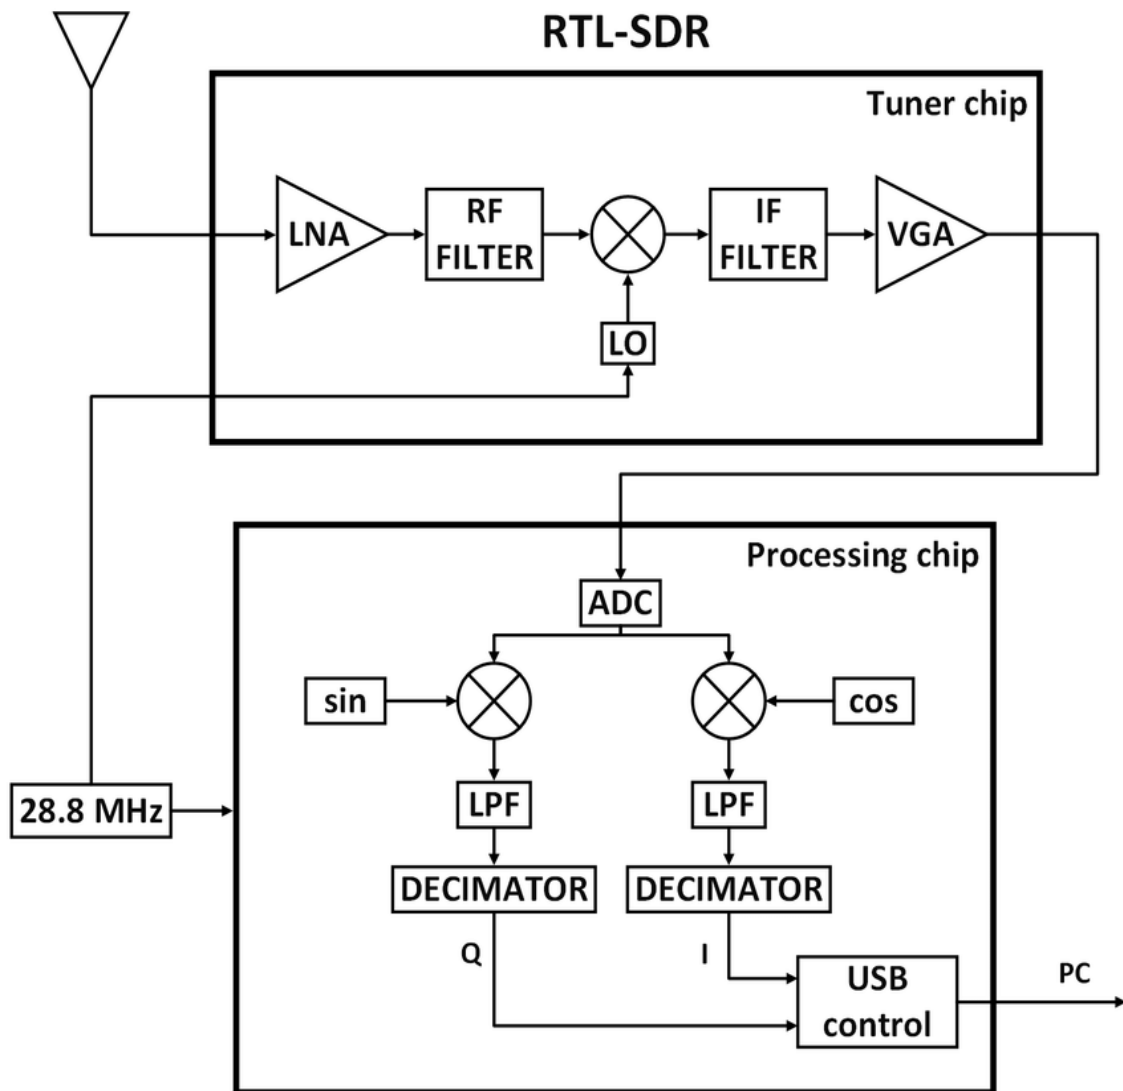 RTL-SDR
Tuner chip
LNA
RF
FILTER
IF
FILTER
VGA
LO
Processing chip
ADC
sin
cos
28.8 MHz
LPF
LPF
DECIMATOR
DECIMATOR
Q
I
USB
control
PC